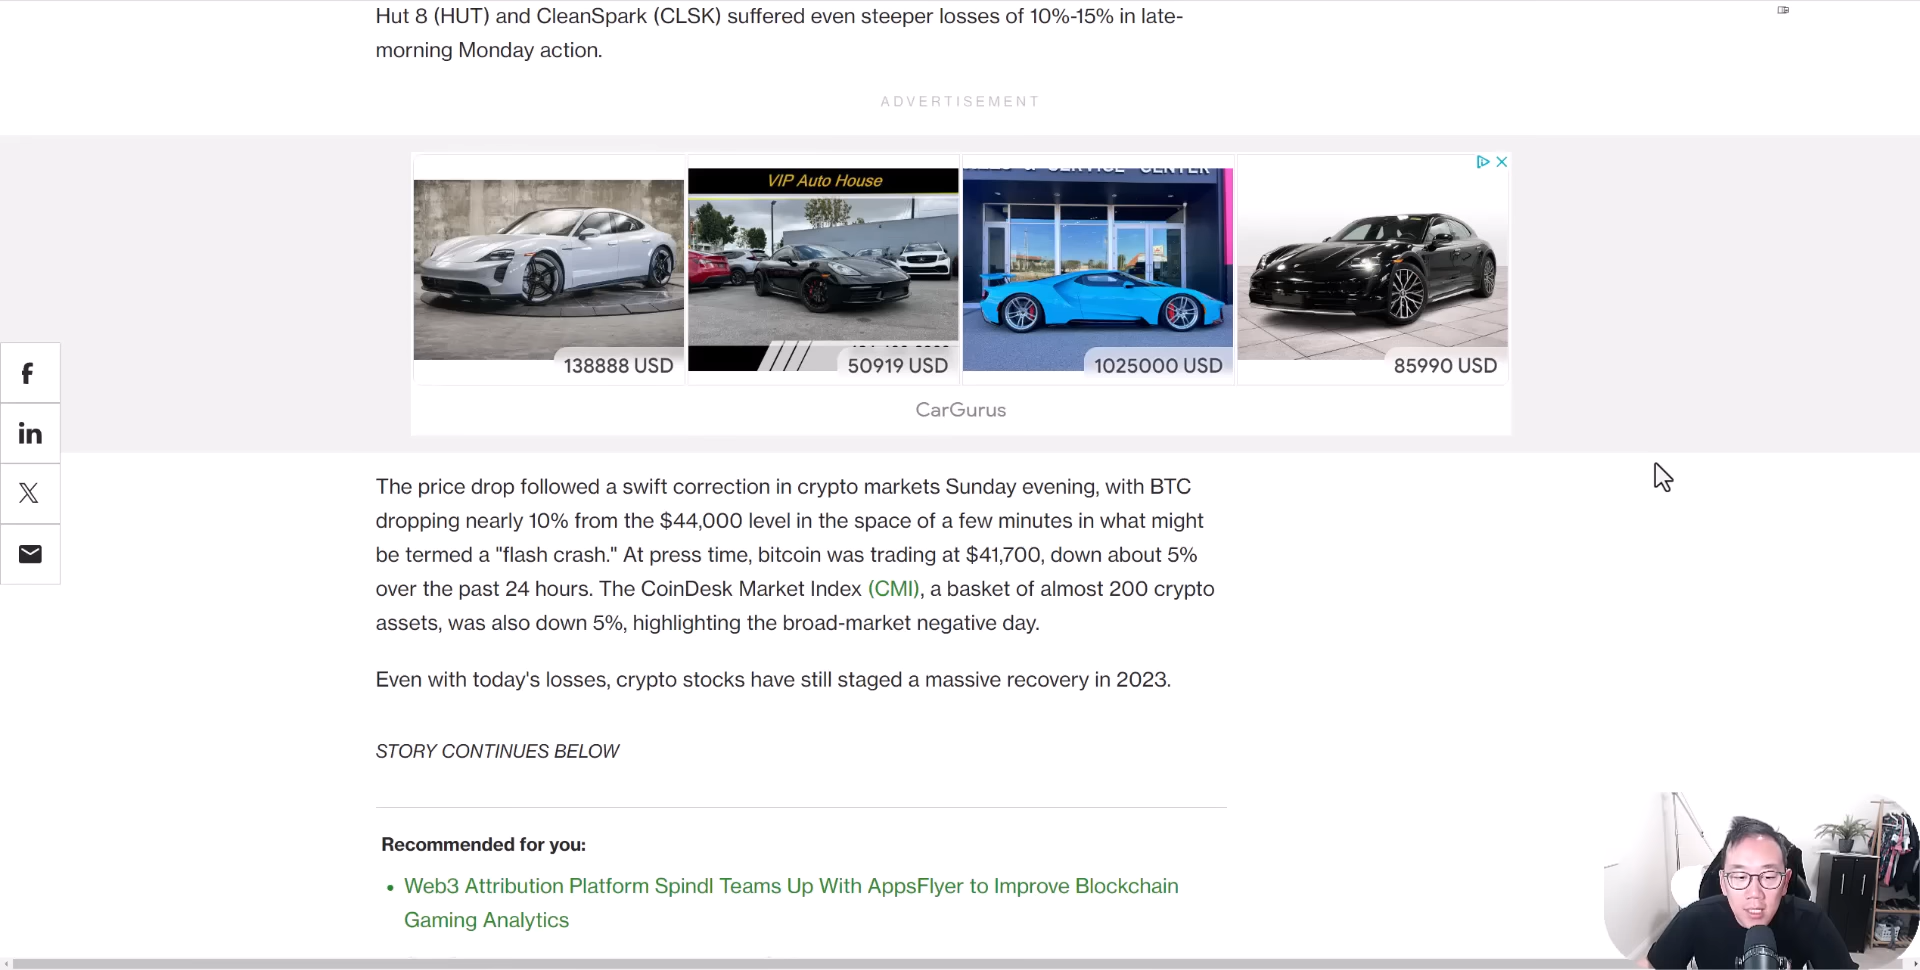 Hut 8 (HUT) and CleanSpark (CLSK) suffered even steeper losses of 10%-15% in late-
morning Monday action.
ADVERTISEMENT
VIP Auto House
138888 USD
50919 USD
1025000 USD
85990 USD
CarGurus
f
in
X
The price drop followed a swift correction in crypto markets Sunday evening, with BTC
dropping nearly 10% from the $44,000 level in the space of a few minutes in what might
be termed a "flash crash." At press time, bitcoin was trading at $41,700, down about 5%
over the past 24 hours. The CoinDesk Market Index (CMI), a basket of almost 200 crypto
assets, was also down 5%, highlighting the broad-market negative day.
Even with today's losses, crypto stocks have still staged a massive recovery in 2023.
STORY CONTINUES BELOW
Recommended for you:
• Web3 Attribution Platform Spindl Teams Up With AppsFlyer to Improve Blockchain
Gaming Analytics